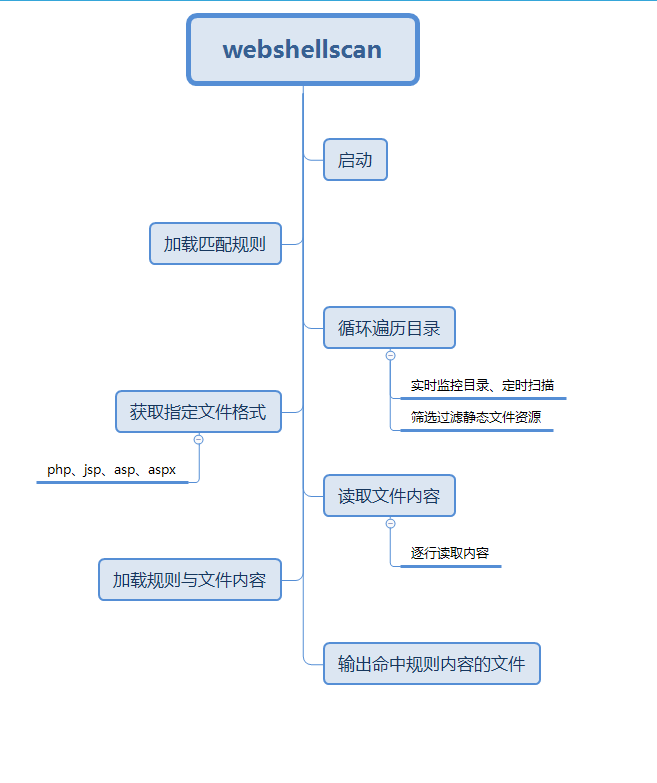 webshellscan
启动
加载匹配规则
循环遍历目录
实时监控目录、定时扫描
筛选过滤静态文件资源
获取指定文件格式
php、jsp、asp、aspx
读取文件内容
逐行读取内容
加载规则与文件内容
输出命中规则内容的文件